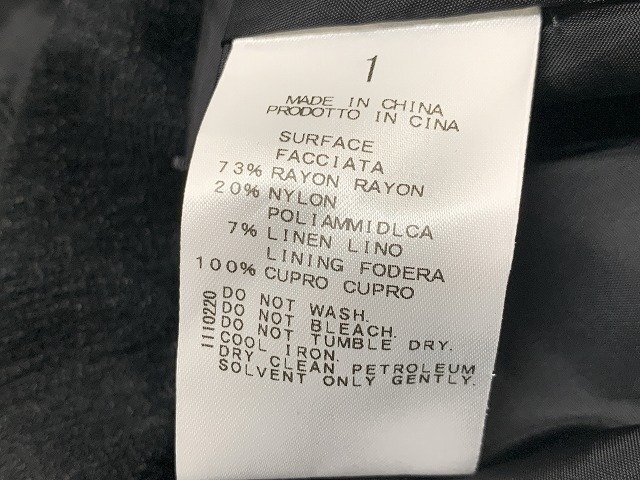 1
MADE IN CHINA
PRODOTTO IN CINA
SURFACE
FACCIATA
73% RAYON RAYON
20% NYLON
POLIAMMIDLCA
7% LINEN LINO
LINING FODERA
100% CUPRO CUPRO
DO NOT WASH.
DO NOT BLEACH.
DO NOT TUMBLE DRY.
COOL IRON.
DRY CLEAN PETROLEUM
SOLVENT ONLY GENTLY.
1110220